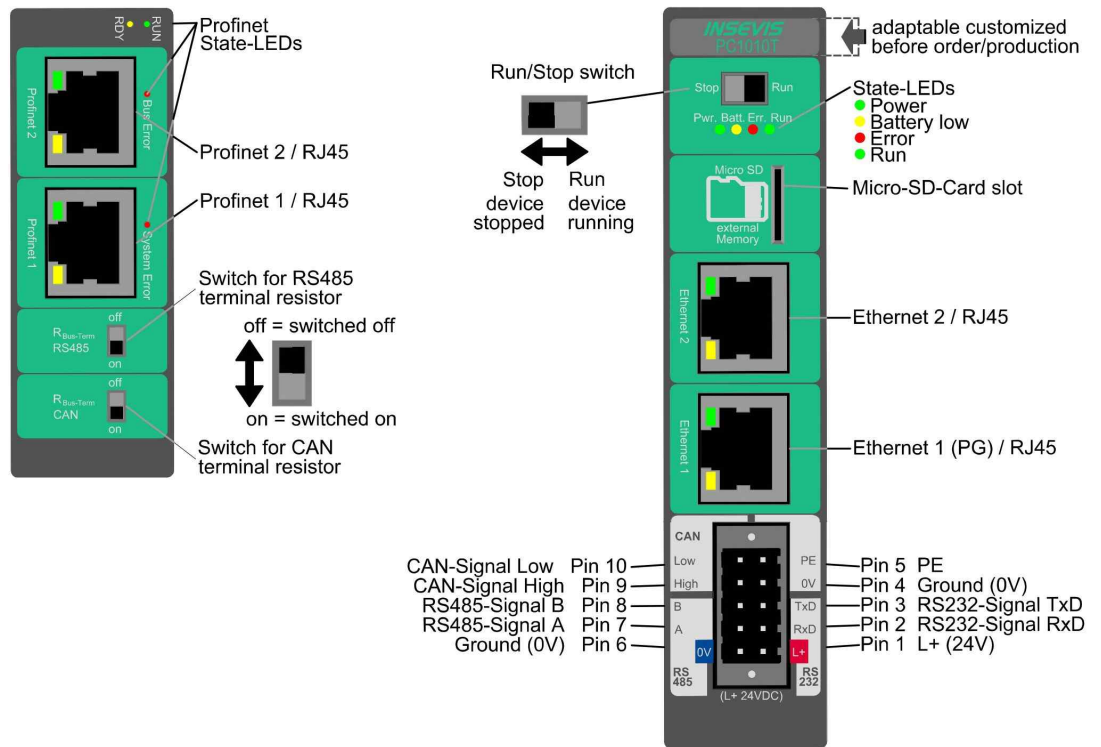 RUN
RDY
Profinet
State-LEDs
Profinet 2
Bus Error
Profinet 2 / RJ45
Profinet 1
System Error
Profinet 1 / RJ45
Switch for RS485
terminal resistor
off
RBus-Term
RS485
on
off = switched off
on = switched on
off
RBus-Term
CAN
on
Switch for CAN
terminal resistor
INSEVIS
PC1010T
adaptable customized
before order/production
Run/Stop switch
Stop
device
stopped
Run
device
running
Stop
Run
Pwr. Batt. Err. Run
State-LEDs
Power
Battery low
Error
Run
Micro SD
external
Memory
Micro-SD-Card slot
Ethernet 2
Ethernet 2 / RJ45
Ethernet 1
Ethernet 1 (PG) / RJ45
CAN
CAN-Signal Low Pin 10
Low
PE
Pin 5 PE
CAN-Signal High Pin 9
High
0V
Pin 4 Ground (0V)
RS485-Signal B Pin 8
B
TxD
Pin 3 RS232-Signal TxD
RS485-Signal A Pin 7
A
RxD
Pin 2 RS232-Signal RxD
Ground (0V) Pin 6
0V
L+
Pin 1 L+ (24V)
RS
485
RS
232
(L+ 24VDC)